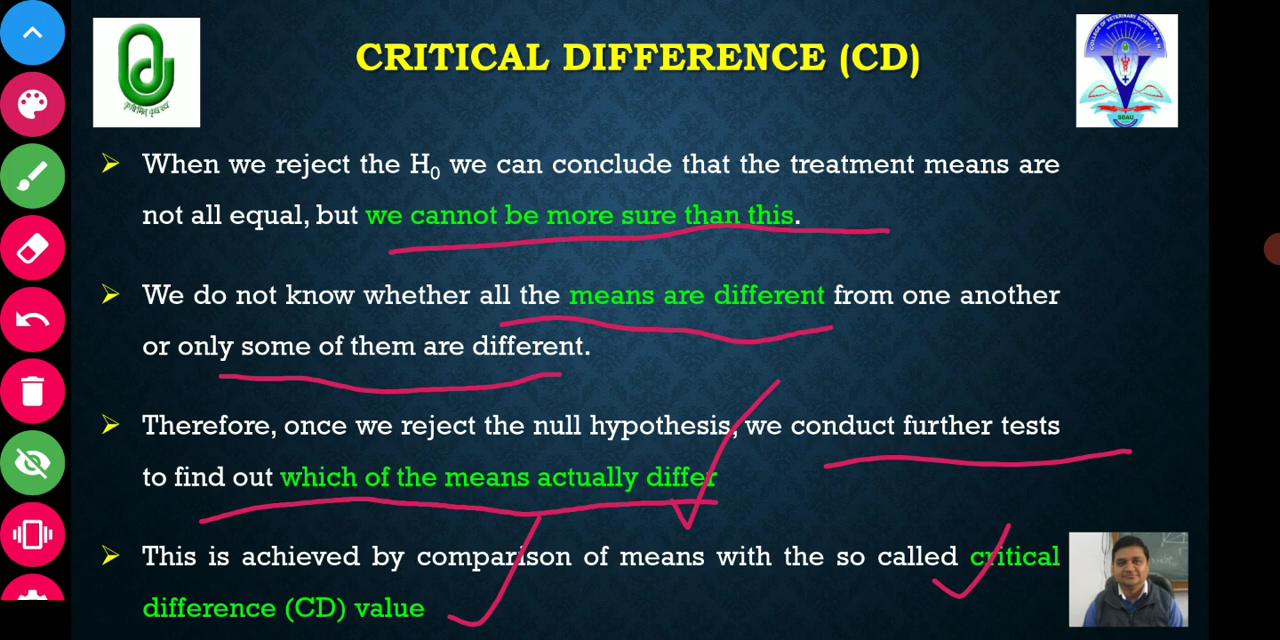 CRITICAL DIFFERENCE (CD)
When we reject the H₀ we can conclude that the treatment means are
not all equal, but we cannot be more sure than this.
We do not know whether all the means are different from one another
or only some of them are different.
Therefore, once we reject the null hypothesis, we conduct further tests
to find out which of the means actually differ
This is achieved by comparison of means with the so called critical
difference (CD) value